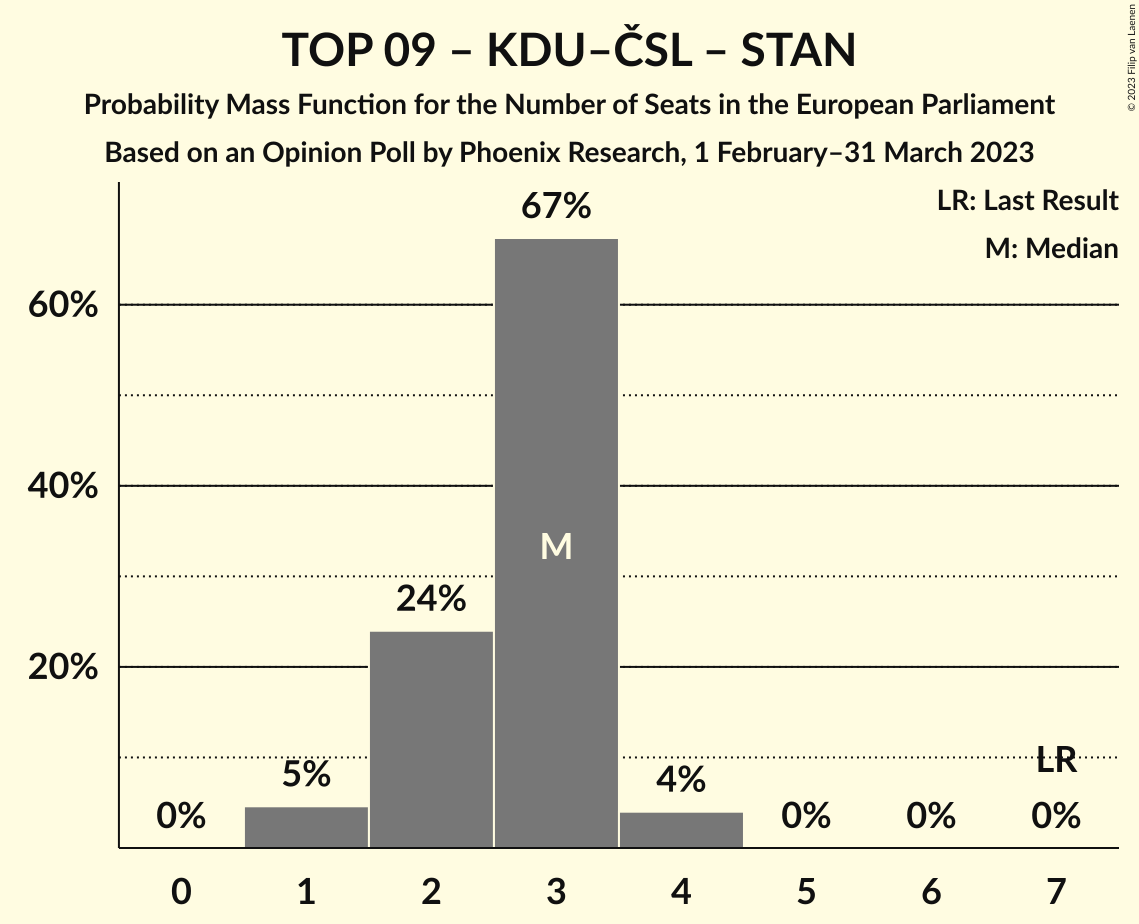 TOP 09 – KDU–ČSL – STAN
Probability Mass Function for the Number of Seats in the European Parliament
Based on an Opinion Poll by Phoenix Research, 1 February–31 March 2023
© 2023 Filip van Laenen
LR: Last Result
M: Median
67%
60%
40%
M
24%
20%
LR
5%
4%
0%
0%
0%
0%
0 1 2 3 4 5 6 7